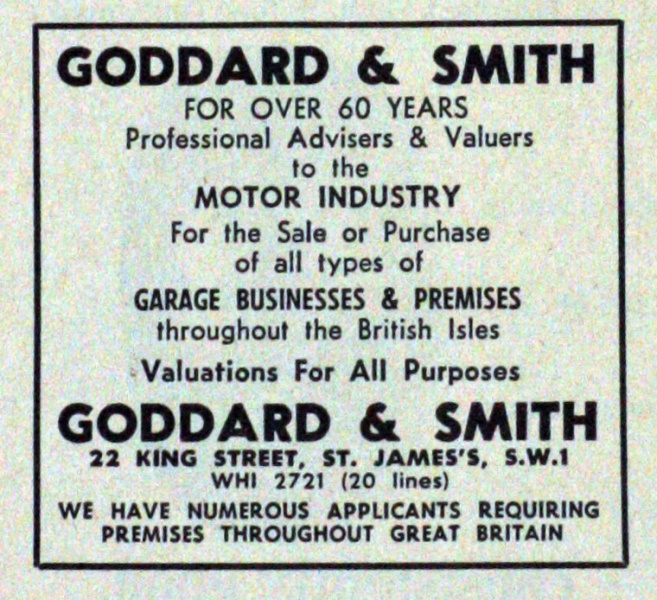 GODDARD & SMITH
FOR OVER 60 YEARS
Professional Advisers & Valuers
to the
MOTOR INDUSTRY
For the Sale or Purchase
of all types of
GARAGE BUSINESSES & PREMISES
throughout the British Isles
Valuations For All Purposes
GODDARD & SMITH
22 KING STREET, ST. JAMES'S, S.W.1
WHI 2721 (20 lines)
WE HAVE NUMEROUS APPLICANTS REQUIRING
PREMISES THROUGHOUT GREAT BRITAIN